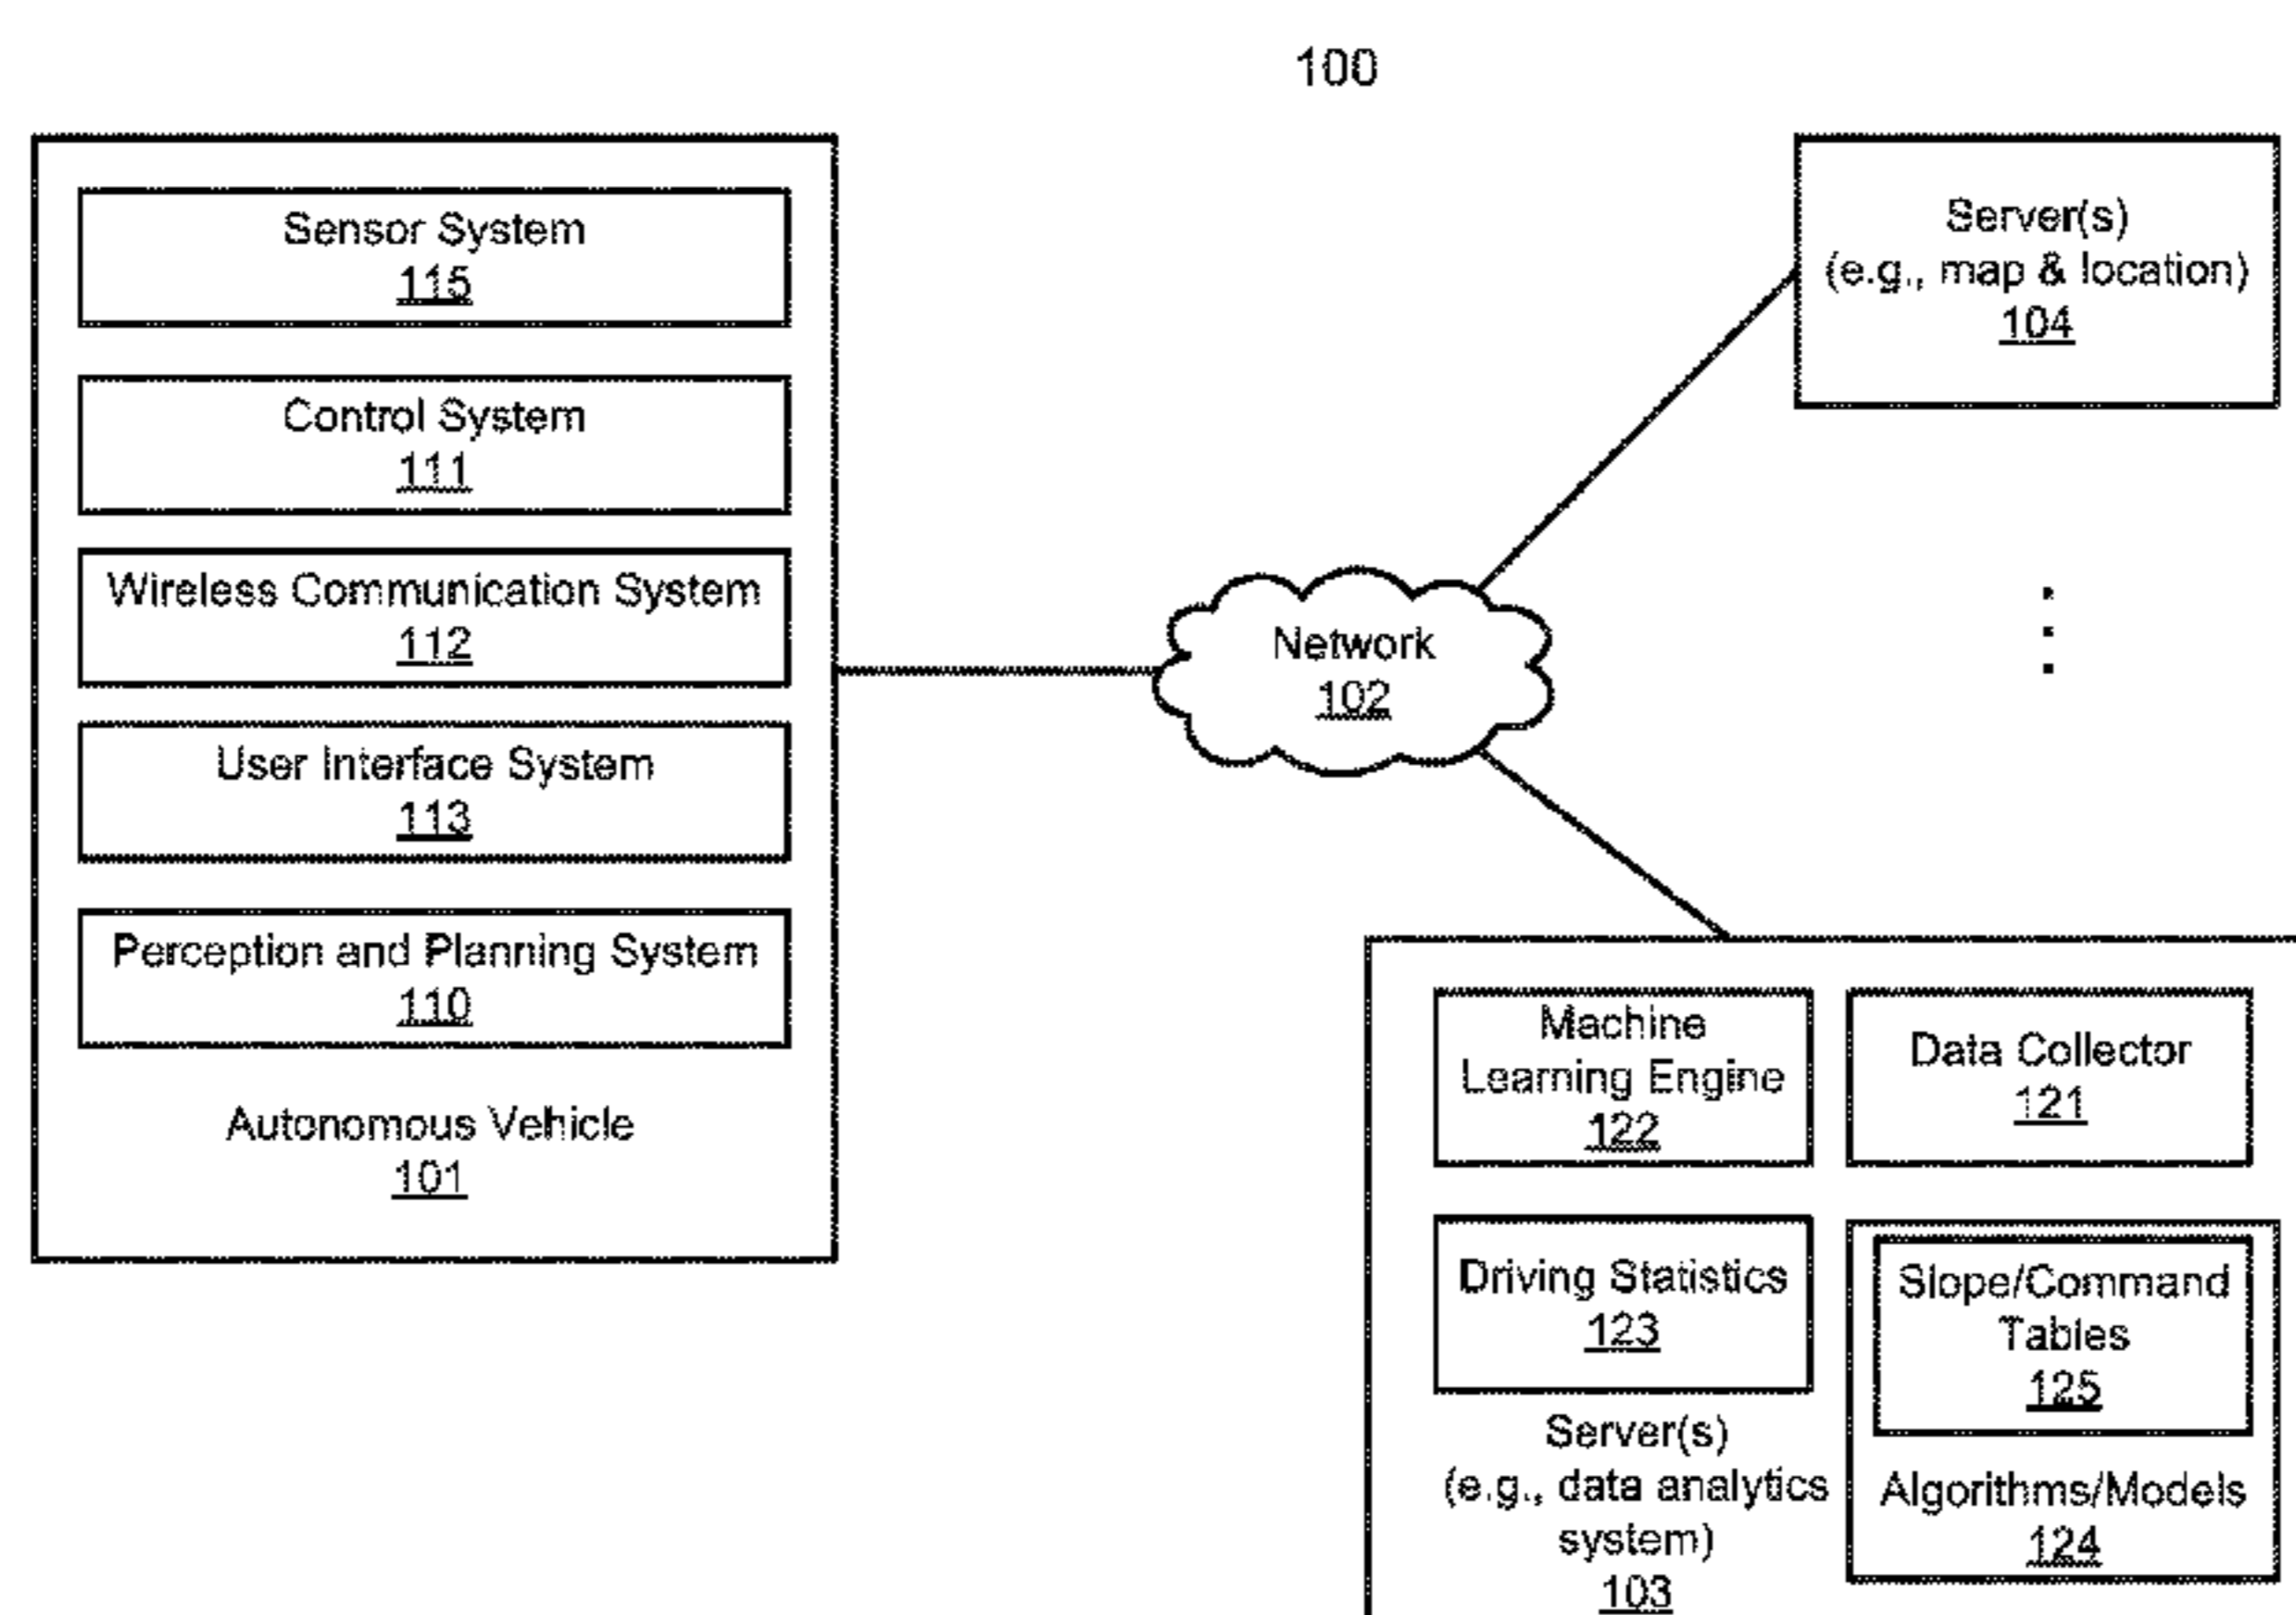 100
Sensor System
115
Control System
111
Wireless Communication System
112
User Interface System
113
Perception and Planning System
110
Autonomous Vehicle
101
Network
102
Server(s)
(e.g., map & location)
104
Machine
Learning Engine
122
Data Collector
121
Driving Statistics
123
Slope/Command
Tables
125
Algorithms/Models
124
Server(s)
(e.g., data analytics
system)
103